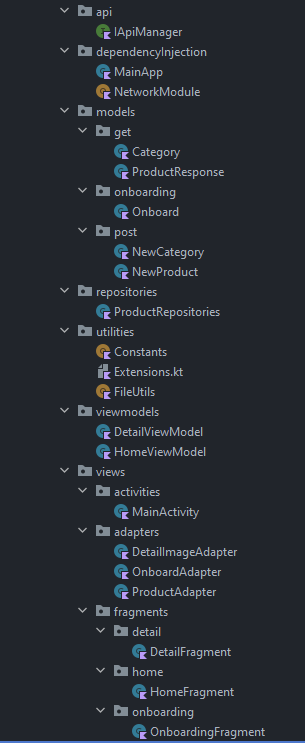 api
IApiManager
dependencyInjection
MainApp
NetworkModule
models
get
Category
ProductResponse
onboarding
Onboard
post
NewCategory
NewProduct
repositories
ProductRepositories
utilities
Constants
Extensions.kt
FileUtils
viewmodels
DetailViewModel
HomeViewModel
views
activities
MainActivity
adapters
DetailImageAdapter
OnboardAdapter
ProductAdapter
fragments
detail
DetailFragment
home
HomeFragment
onboarding
OnboardingFragment